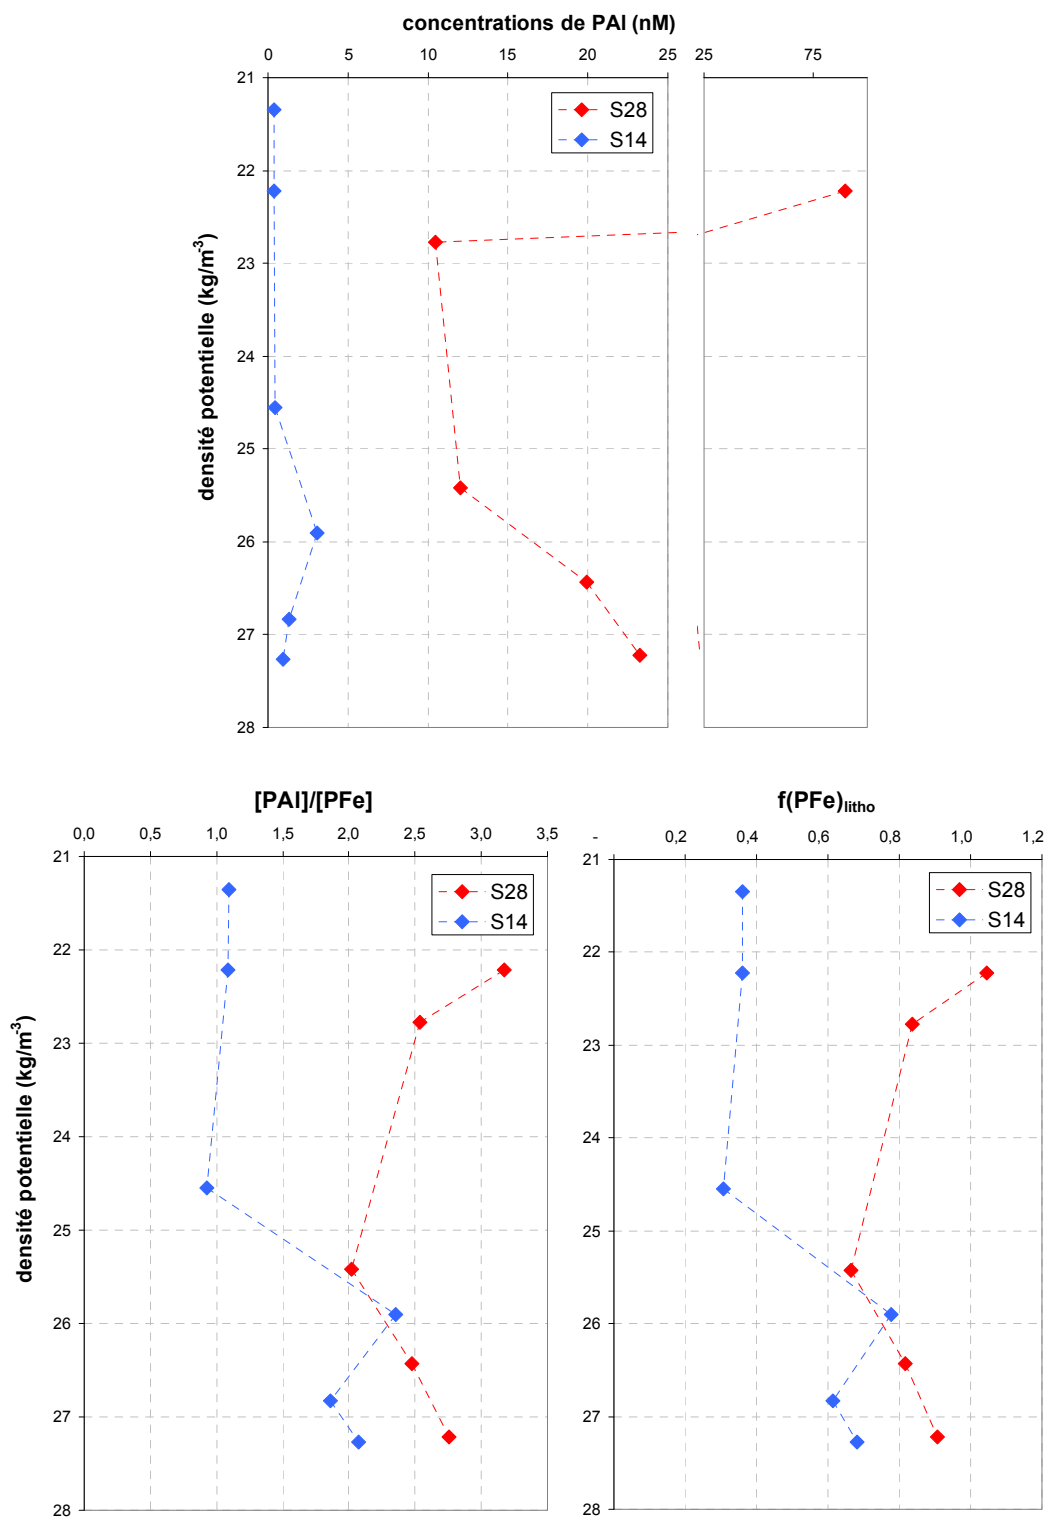 concentrations de PAl (nM)
0 5 10 15 20 25 25 75
21
22
23
24
25
26
27
28
densité potentielle (kg/m-3)
S28
S14
[PAl]/[PFe]
0,0 1,0 1,5 2,0 2,5 3,0 3,5
21
22
23
24
25
26
27
28
densité potentielle (kg/m-3)
S28
S14
f(PFe)litho
- 0,2 0,4 0,6 0,8 1,0 1,2
21
22
23
24
25
26
27
28
S28
S14